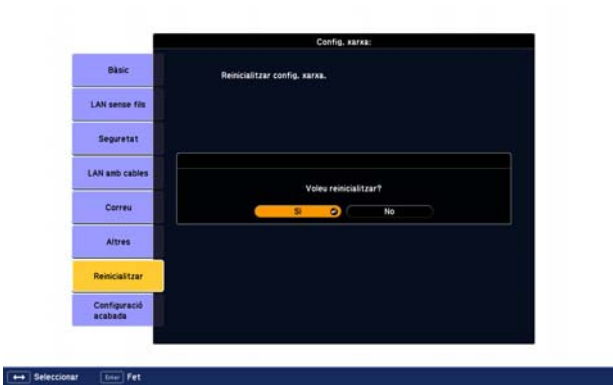 Config. xarxa:
Bàsic
Reinicialitzar config. xarxa.
LAN sense fils
Seguretat
LAN amb cables
Voleu reinicialitzar?
Sí No
Correu
Altres
Reinicialitzar
Configuració
acabada
Seleccionar Enter Fet